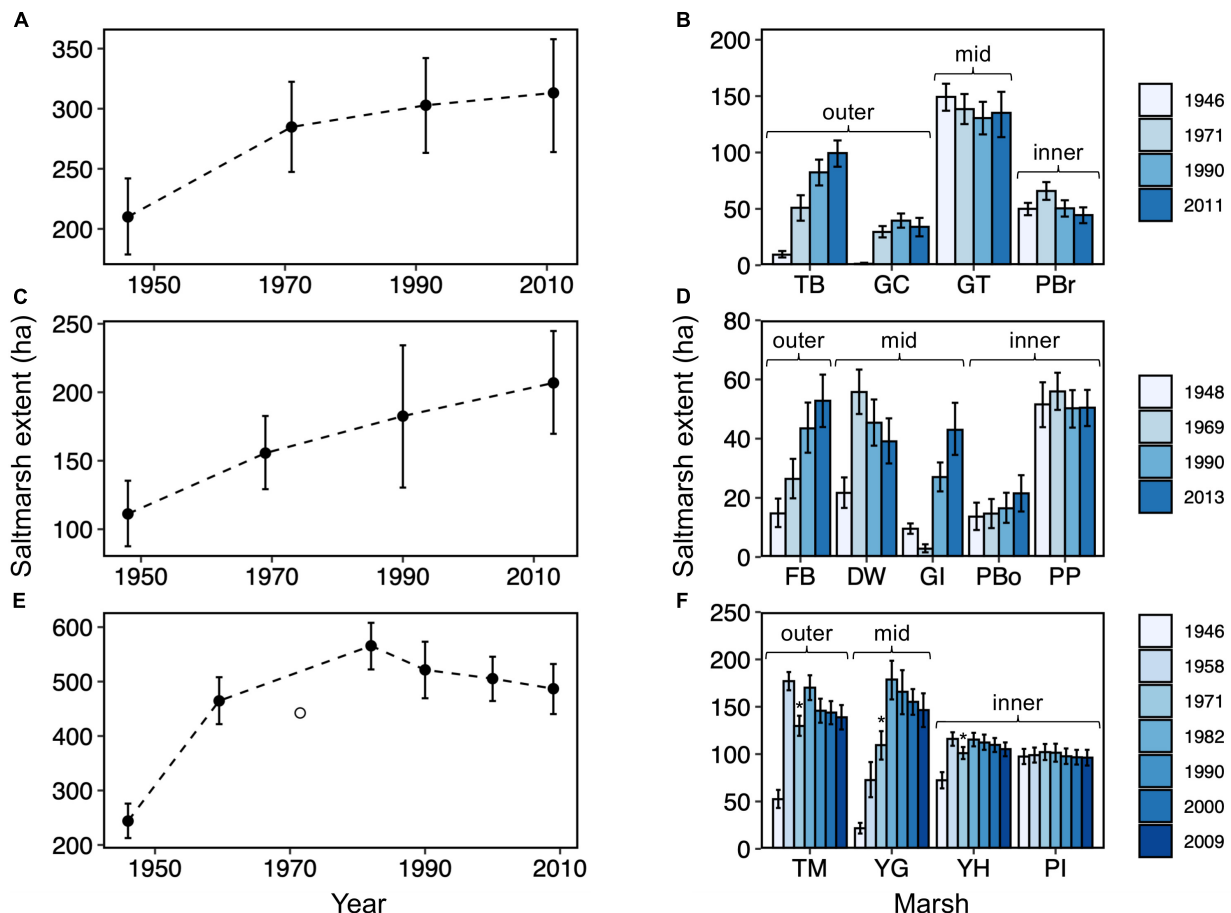 A
350
300
250
200
1950
1970
1990
2010
B
200
150
100
50
0
outer
mid
inner
TB
GC
GT
PBr
1946
1971
1990
2011
C
250
200
150
100
1950
1970
1990
2010
Saltmarsh extent (ha)
D
80
60
40
20
0
outer
mid
inner
FB
DW
GI
PBo
PP
Saltmarsh extent (ha)
1948
1969
1990
2013
E
600
500
400
300
200
1950
1970
1990
2010
Year
F
250
200
150
100
50
0
outer
mid
inner
*
*
*
TM
YG
YH
PI
Marsh
1946
1958
1971
1982
1990
2000
2009